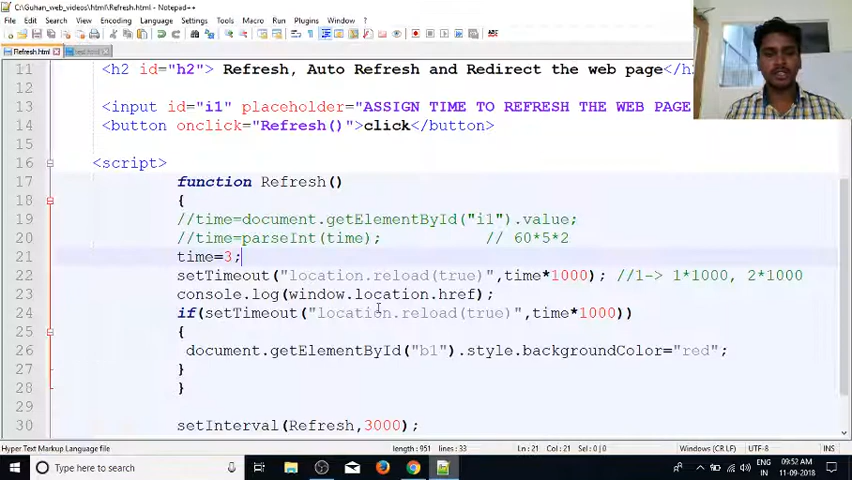 C:\Guhan_web_videos\html\Refresh.html - Notepad++
File Edit Search View Encoding Language Settings Tools Macro Run Plugins Window ?
Refresh.html
11 <h2 id="h2"> Refresh, Auto Refresh and Redirect the web page</h
12
13 <input id="i1" placeholder="ASSIGN TIME TO REFRESH THE WEB PAGE
14 <button onclick="Refresh()">click</button>
15
16 <script>
17 function Refresh()
18 {
19 //time=document.getElementById("i1").value;
20 //time=parseInt(time); // 60*5*2
21 time=3;
22 setTimeout("location.reload(true)",time*1000); //1-> 1*1000, 2*1000
23 console.log(window.location.href);
24 if(setTimeout("location.reload(true)",time*1000))
25 {
26 document.getElementById("b1").style.backgroundColor="red";
27 }
28 }
29
30 setInterval(Refresh,3000);
Hyper Text Markup Language file length : 951 lines : 33 Ln : 21 Col : 21 Sel : 0 | 0 Windows (CR LF) UTF-8 INS
Type here to search ENG IN 09:52 AM 11-09-2018